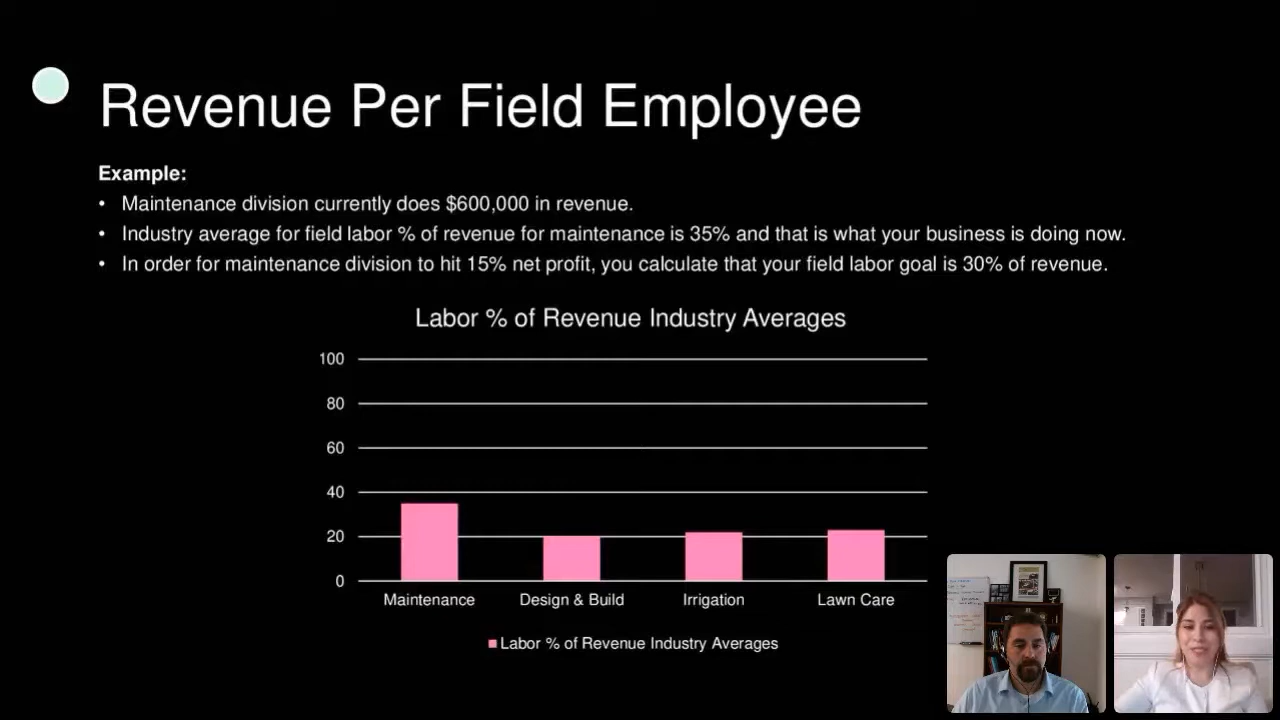 Revenue Per Field Employee
Example:
• Maintenance division currently does $600,000 in revenue.
• Industry average for field labor % of revenue for maintenance is 35% and that is what your business is doing now.
• In order for maintenance division to hit 15% net profit, you calculate that your field labor goal is 30% of revenue.
Labor % of Revenue Industry Averages
100
80
60
40
20
0
Maintenance Design & Build Irrigation Lawn Care
Labor % of Revenue Industry Averages